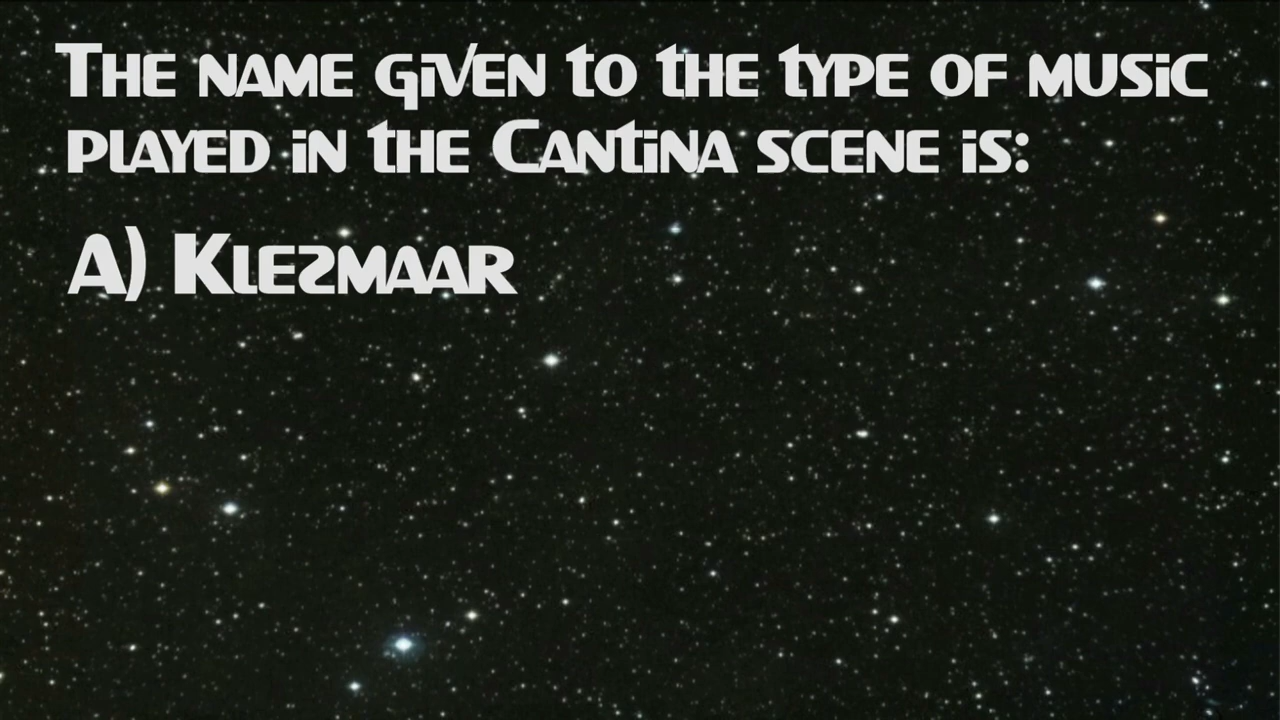 The name given to the type of music
played in the Cantina scene is:
A) Klezmaar